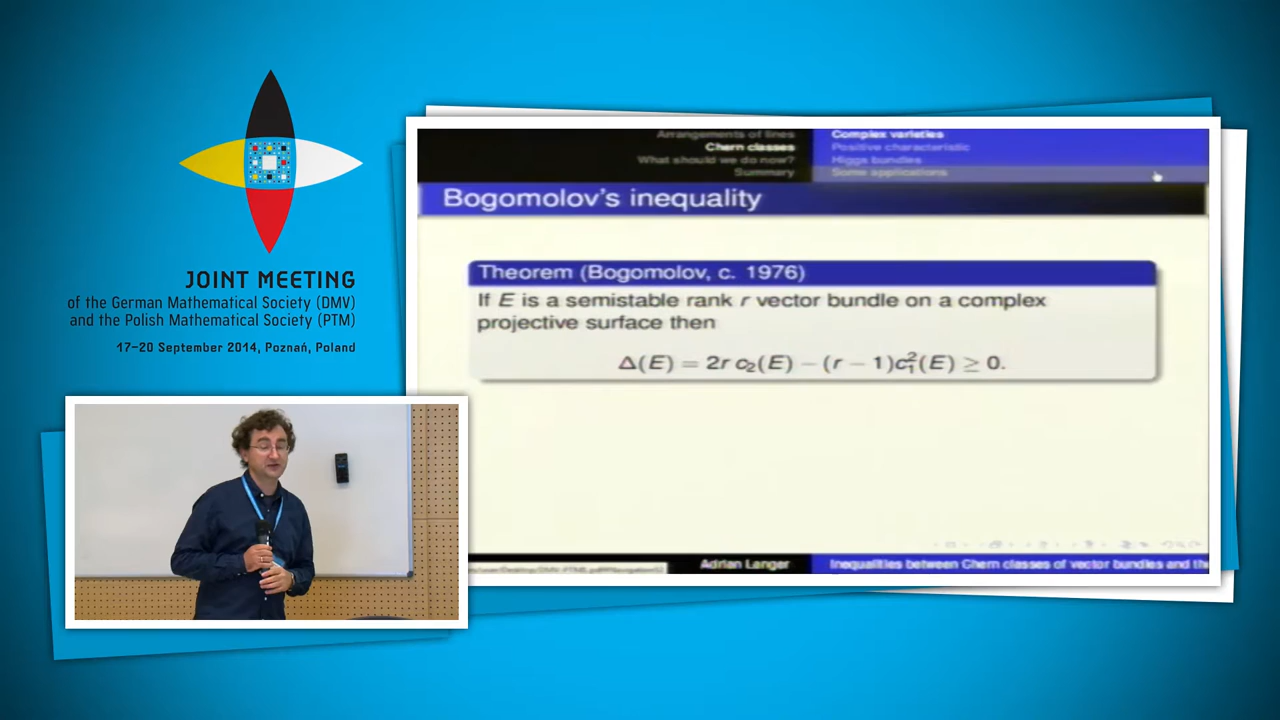 JOINT MEETING
of the German Mathematical Society (DMV)
and the Polish Mathematical Society (PTM)
17–20 September 2014, Poznań, Poland
Arrangements of lines
Chern classes
What should we do now?
Summary
Complex varieties
Positive characteristic
Higgs bundles
Some applications
Bogomolov's inequality
Theorem (Bogomolov, c. 1976)
If E is a semistable rank r vector bundle on a complex
projective surface then
Δ(E) = 2r c₂(E) − (r − 1)c₁²(E) ≥ 0.
Adrian Langer
Inequalities between Chern classes of vector bundles and th